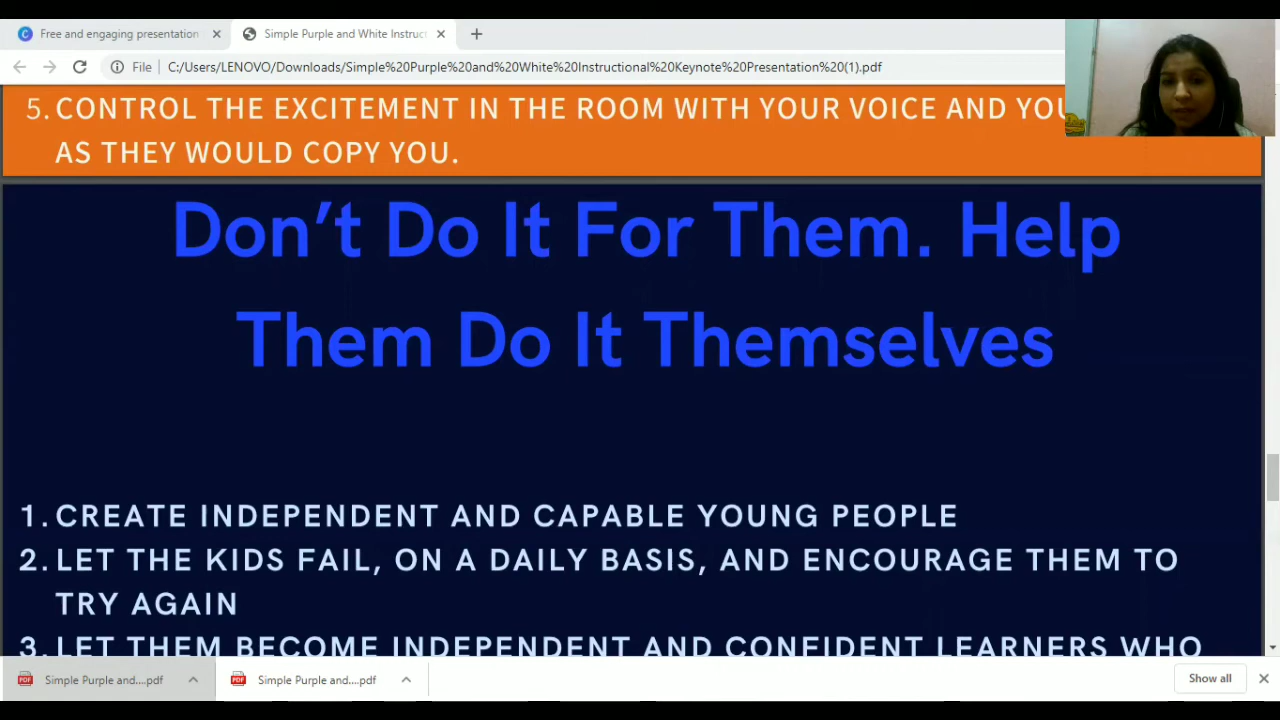 Free and engaging presentation
Simple Purple and White Instruc
File
C:/Users/LENOVO/Downloads/Simple%20Purple%20and%20White%20Instructional%20Keynote%20Presentation%20(1).pdf
5. CONTROL THE EXCITEMENT IN THE ROOM WITH YOUR VOICE AND
AS THEY WOULD COPY YOU.
Don't Do It For Them. Help
Them Do It Themselves
1. CREATE INDEPENDENT AND CAPABLE YOUNG PEOPLE
2. LET THE KIDS FAIL, ON A DAILY BASIS, AND ENCOURAGE THEM TO
TRY AGAIN
3. LET THEM BECOME INDEPENDENT AND CONFIDENT LEARNERS WHO
PDF Simple Purple and....pdf
PDF Simple Purple and....pdf
Show all